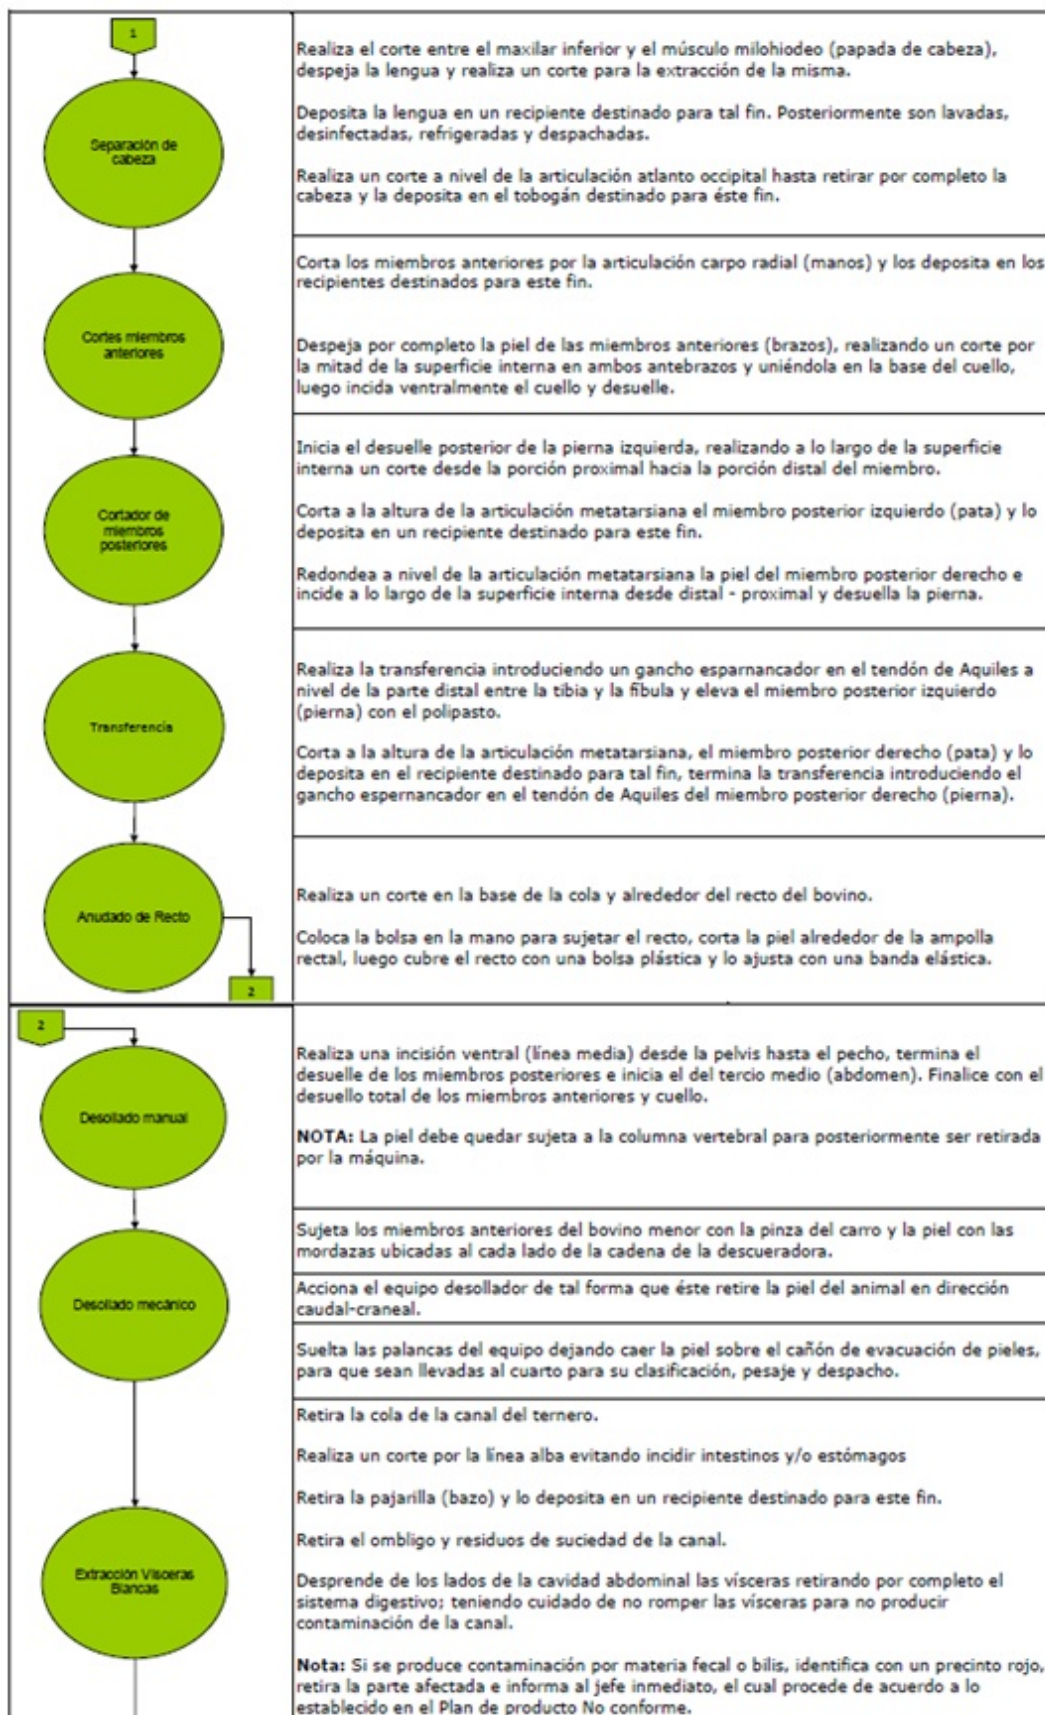 1
Separación de
cabeza
Realiza el corte entre el maxilar inferior y el músculo milohiodeo (papada de cabeza),
despeja la lengua y realiza un corte para la extracción de la misma.
Deposita la lengua en un recipiente destinado para tal fin. Posteriormente son lavadas,
desinfectadas, refrigeradas y despachadas.
Realiza un corte a nivel de la articulación atlanto occipital hasta retirar por completo la
cabeza y la deposita en el tobogán destinado para éste fin.
Cortes miembros
anteriores
Corta los miembros anteriores por la articulación carpo radial (manos) y los deposita en los
recipientes destinados para este fin.
Despeja por completo la piel de las miembros anteriores (brazos), realizando un corte por
la mitad de la superficie interna en ambos antebrazos y uniéndola en la base del cuello,
luego incida ventralmente el cuello y desuelle.
Cortador de
miembros
posteriores
Inicia el desuelle posterior de la pierna izquierda, realizando a lo largo de la superficie
interna un corte desde la porción proximal hacia la porción distal del miembro.
Corta a la altura de la articulación metatarsiana el miembro posterior izquierdo (pata) y lo
deposita en un recipiente destinado para este fin.
Redondea a nivel de la articulación metatarsiana la piel del miembro posterior derecho e
incide a lo largo de la superficie interna desde distal - proximal y desuella la pierna.
Transferencia
Realiza la transferencia introduciendo un gancho esparnancador en el tendón de Aquiles a
nivel de la parte distal entre la tibia y la fíbula y eleva el miembro posterior izquierdo
(pierna) con el polipasto.
Corta a la altura de la articulación metatarsiana, el miembro posterior derecho (pata) y lo
deposita en el recipiente destinado para tal fin, termina la transferencia introduciendo el
gancho espernancador en el tendón de Aquiles del miembro posterior derecho (pierna).
Anudado de Recto
2
Realiza un corte en la base de la cola y alrededor del recto del bovino.
Coloca la bolsa en la mano para sujetar el recto, corta la piel alrededor de la ampolla
rectal, luego cubre el recto con una bolsa plástica y lo ajusta con una banda elástica.
2
Desollado manual
Realiza una incisión ventral (línea media) desde la pelvis hasta el pecho, termina el
desuelle de los miembros posteriores e inicia el del tercio medio (abdomen). Finalice con el
desuello total de los miembros anteriores y cuello.
NOTA: La piel debe quedar sujeta a la columna vertebral para posteriormente ser retirada
por la máquina.
Desollado mecánico
Sujeta los miembros anteriores del bovino menor con la pinza del carro y la piel con las
mordazas ubicadas al cada lado de la cadena de la descueradora.
Acciona el equipo desollador de tal forma que éste retire la piel del animal en dirección
caudal-craneal.
Suelta las palancas del equipo dejando caer la piel sobre el cañón de evacuación de pieles,
para que sean llevadas al cuarto para su clasificación, pesaje y despacho.
Extracción Vísceras
Blancas
Retira la cola de la canal del ternero.
Realiza un corte por la línea alba evitando incidir intestinos y/o estómagos
Retira la pajarilla (bazo) y lo deposita en un recipiente destinado para este fin.
Retira el ombligo y residuos de suciedad de la canal.
Desprende de los lados de la cavidad abdominal las vísceras retirando por completo el
sistema digestivo; teniendo cuidado de no romper las vísceras para no producir
contaminación de la canal.
Nota: Si se produce contaminación por materia fecal o bilis, identifica con un precinto rojo,
retira la parte afectada e informa al jefe inmediato, el cual procede de acuerdo a lo
establecido en el Plan de producto No conforme.